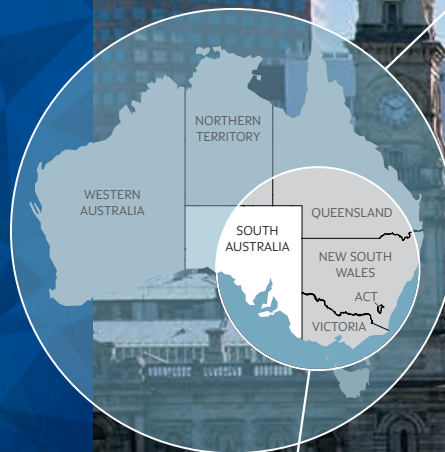 NORTHERN
TERRITORY
WESTERN
AUSTRALIA
QUEENSLAND
SOUTH
AUSTRALIA
NEW SOUTH
WALES
ACT
VICTORIA